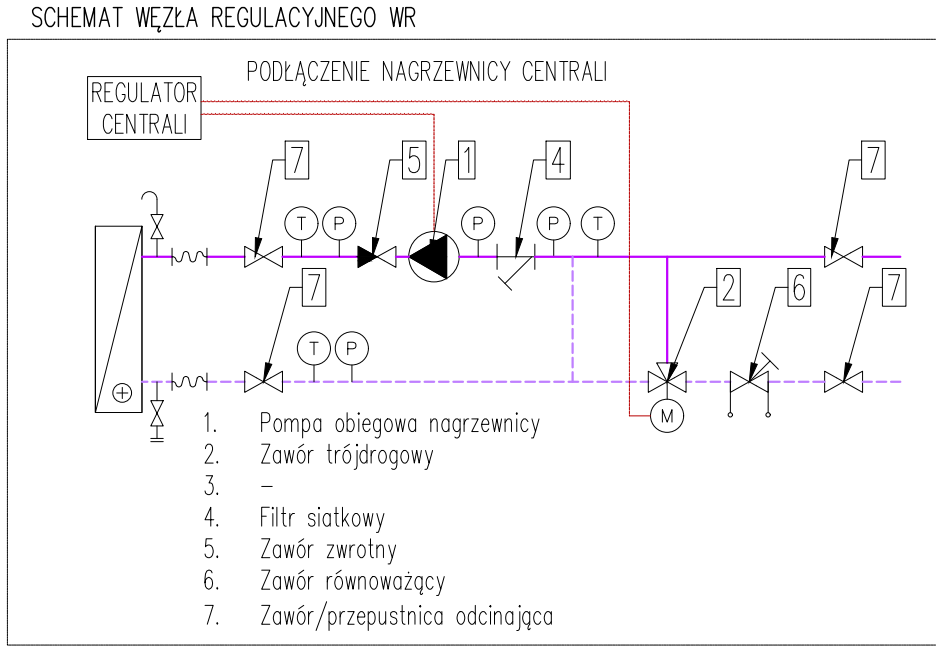 SCHEMAT WĘZŁA REGULACYJNEGO WR
PODŁĄCZENIE NAGRZEWNICY CENTRALI
REGULATOR
CENTRALI
7 5 1 4 7
T P P P T
7 2 6 7
T P
M
1. Pompa obiegowa nagrzewnicy
2. Zawór trójdrogowy
3. –
4. Filtr siatkowy
5. Zawór zwrotny
6. Zawór równoważący
7. Zawór/przepustnica odcinająca